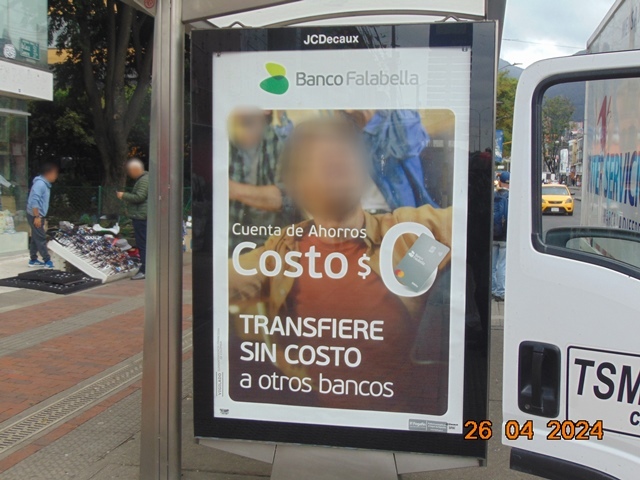 JCDecaux
Banco Falabella
Cuenta de Ahorros
Costo $0
TRANSFIERE
SIN COSTO
a otros bancos
TSM
26 04 2024